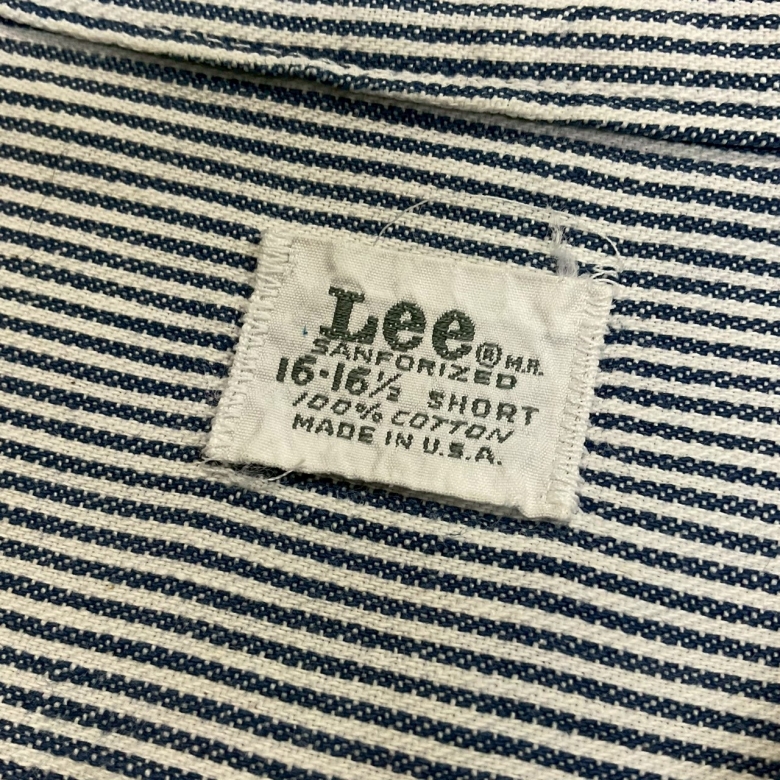 Lee® M.R.
SANFORIZED
16-16½ SHORT
100% COTTON
MADE IN U.S.A.